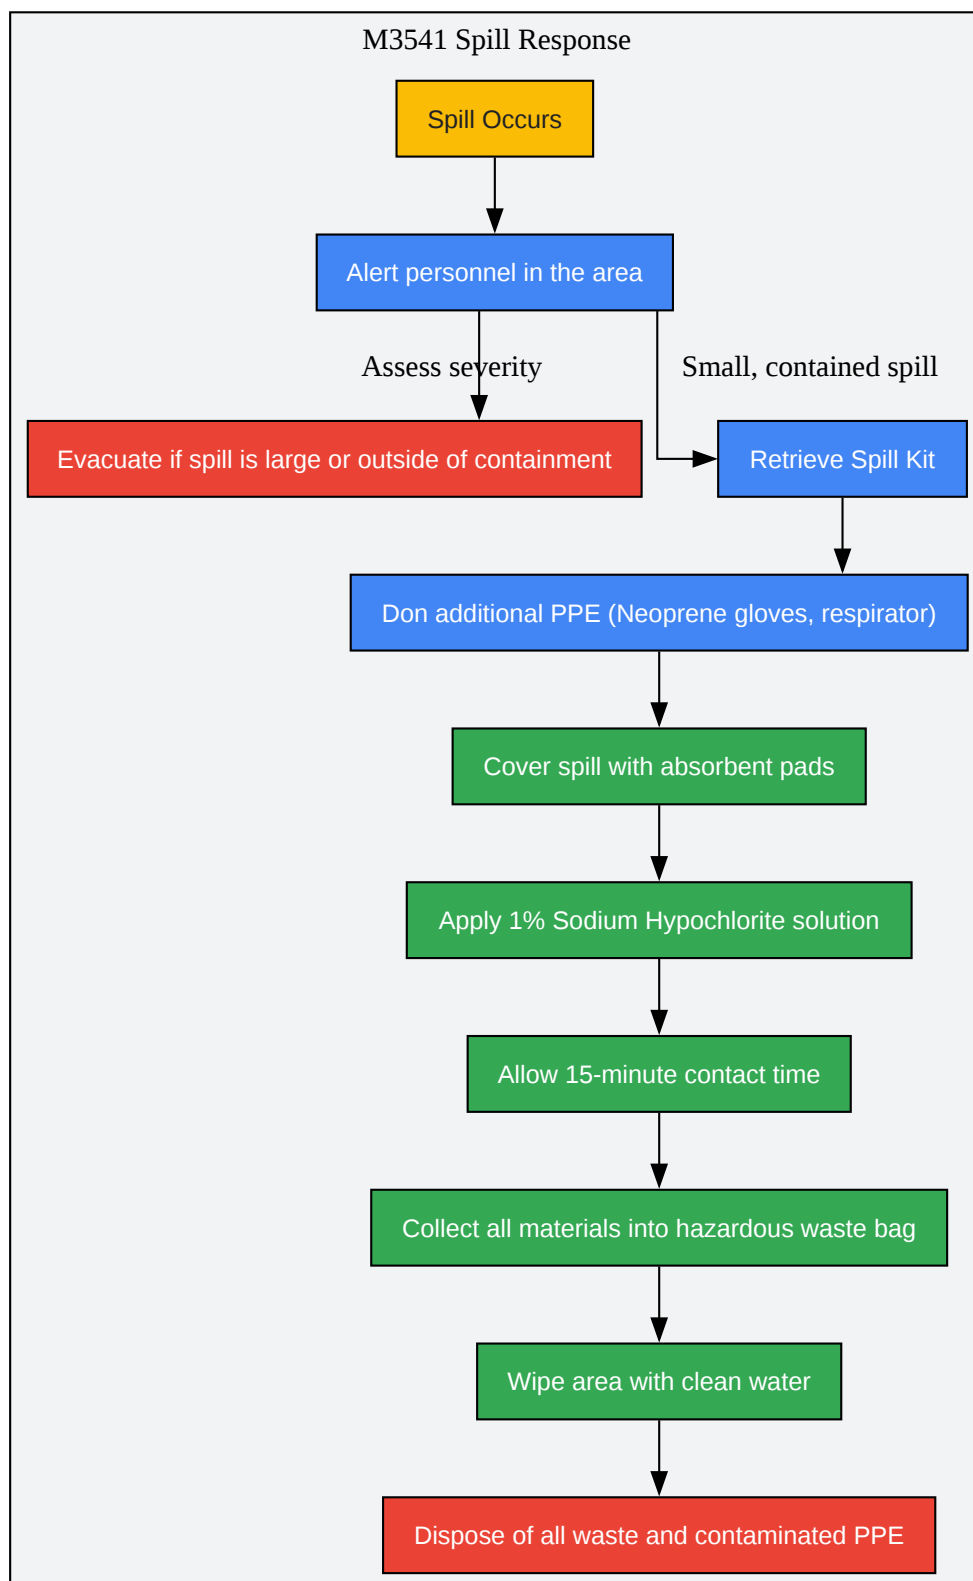 M3541 Spill Response
Spill Occurs
Alert personnel in the area
Assess severity
Small, contained spill
Evacuate if spill is large or outside of containment
Retrieve Spill Kit
Don additional PPE (Neoprene gloves, respirator)
Cover spill with absorbent pads
Apply 1% Sodium Hypochlorite solution
Allow 15-minute contact time
Collect all materials into hazardous waste bag
Wipe area with clean water
Dispose of all waste and contaminated PPE